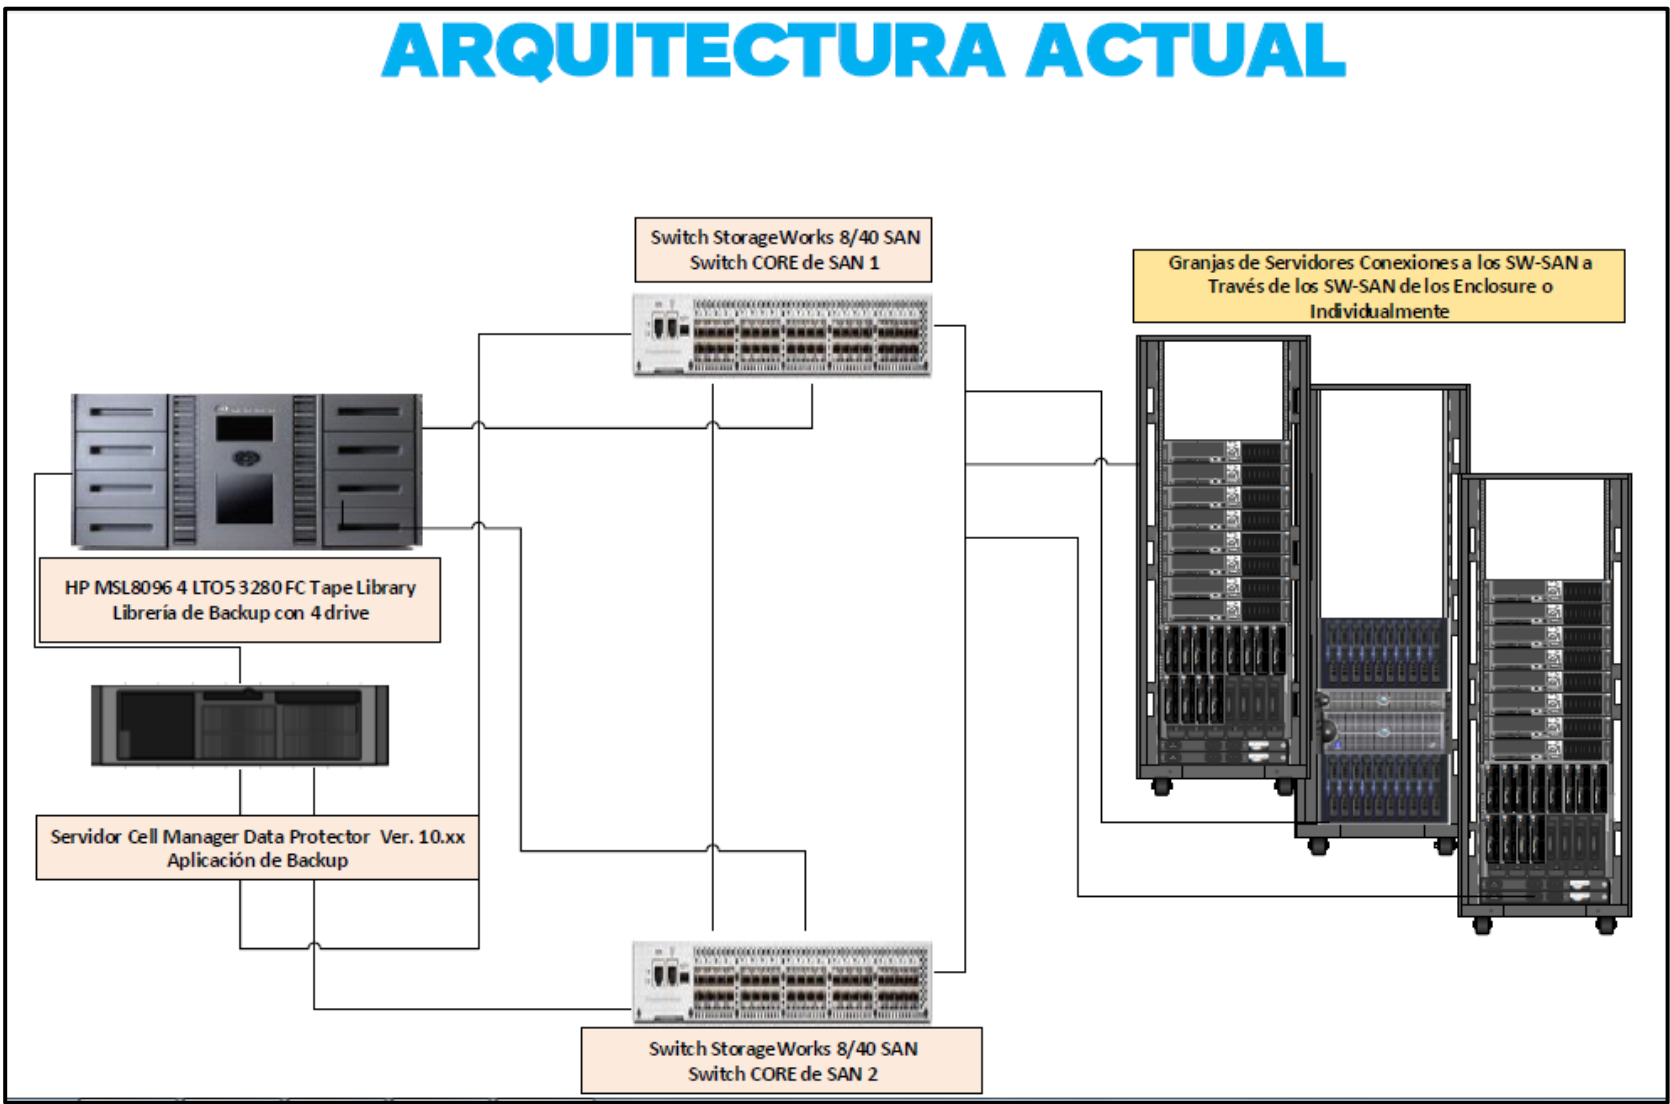 ARQUITECTURA ACTUAL
Switch StorageWorks 8/40 SAN
Switch CORE de SAN 1
Granjas de Servidores Conexiones a los SW-SAN a
Través de los SW-SAN de los Enclosure o
Individualmente
HP MSL8096 4 LTO5 3280 FC Tape Library
Librería de Backup con 4 drive
Servidor Cell Manager Data Protector Ver. 10.xx
Aplicación de Backup
Switch StorageWorks 8/40 SAN
Switch CORE de SAN 2